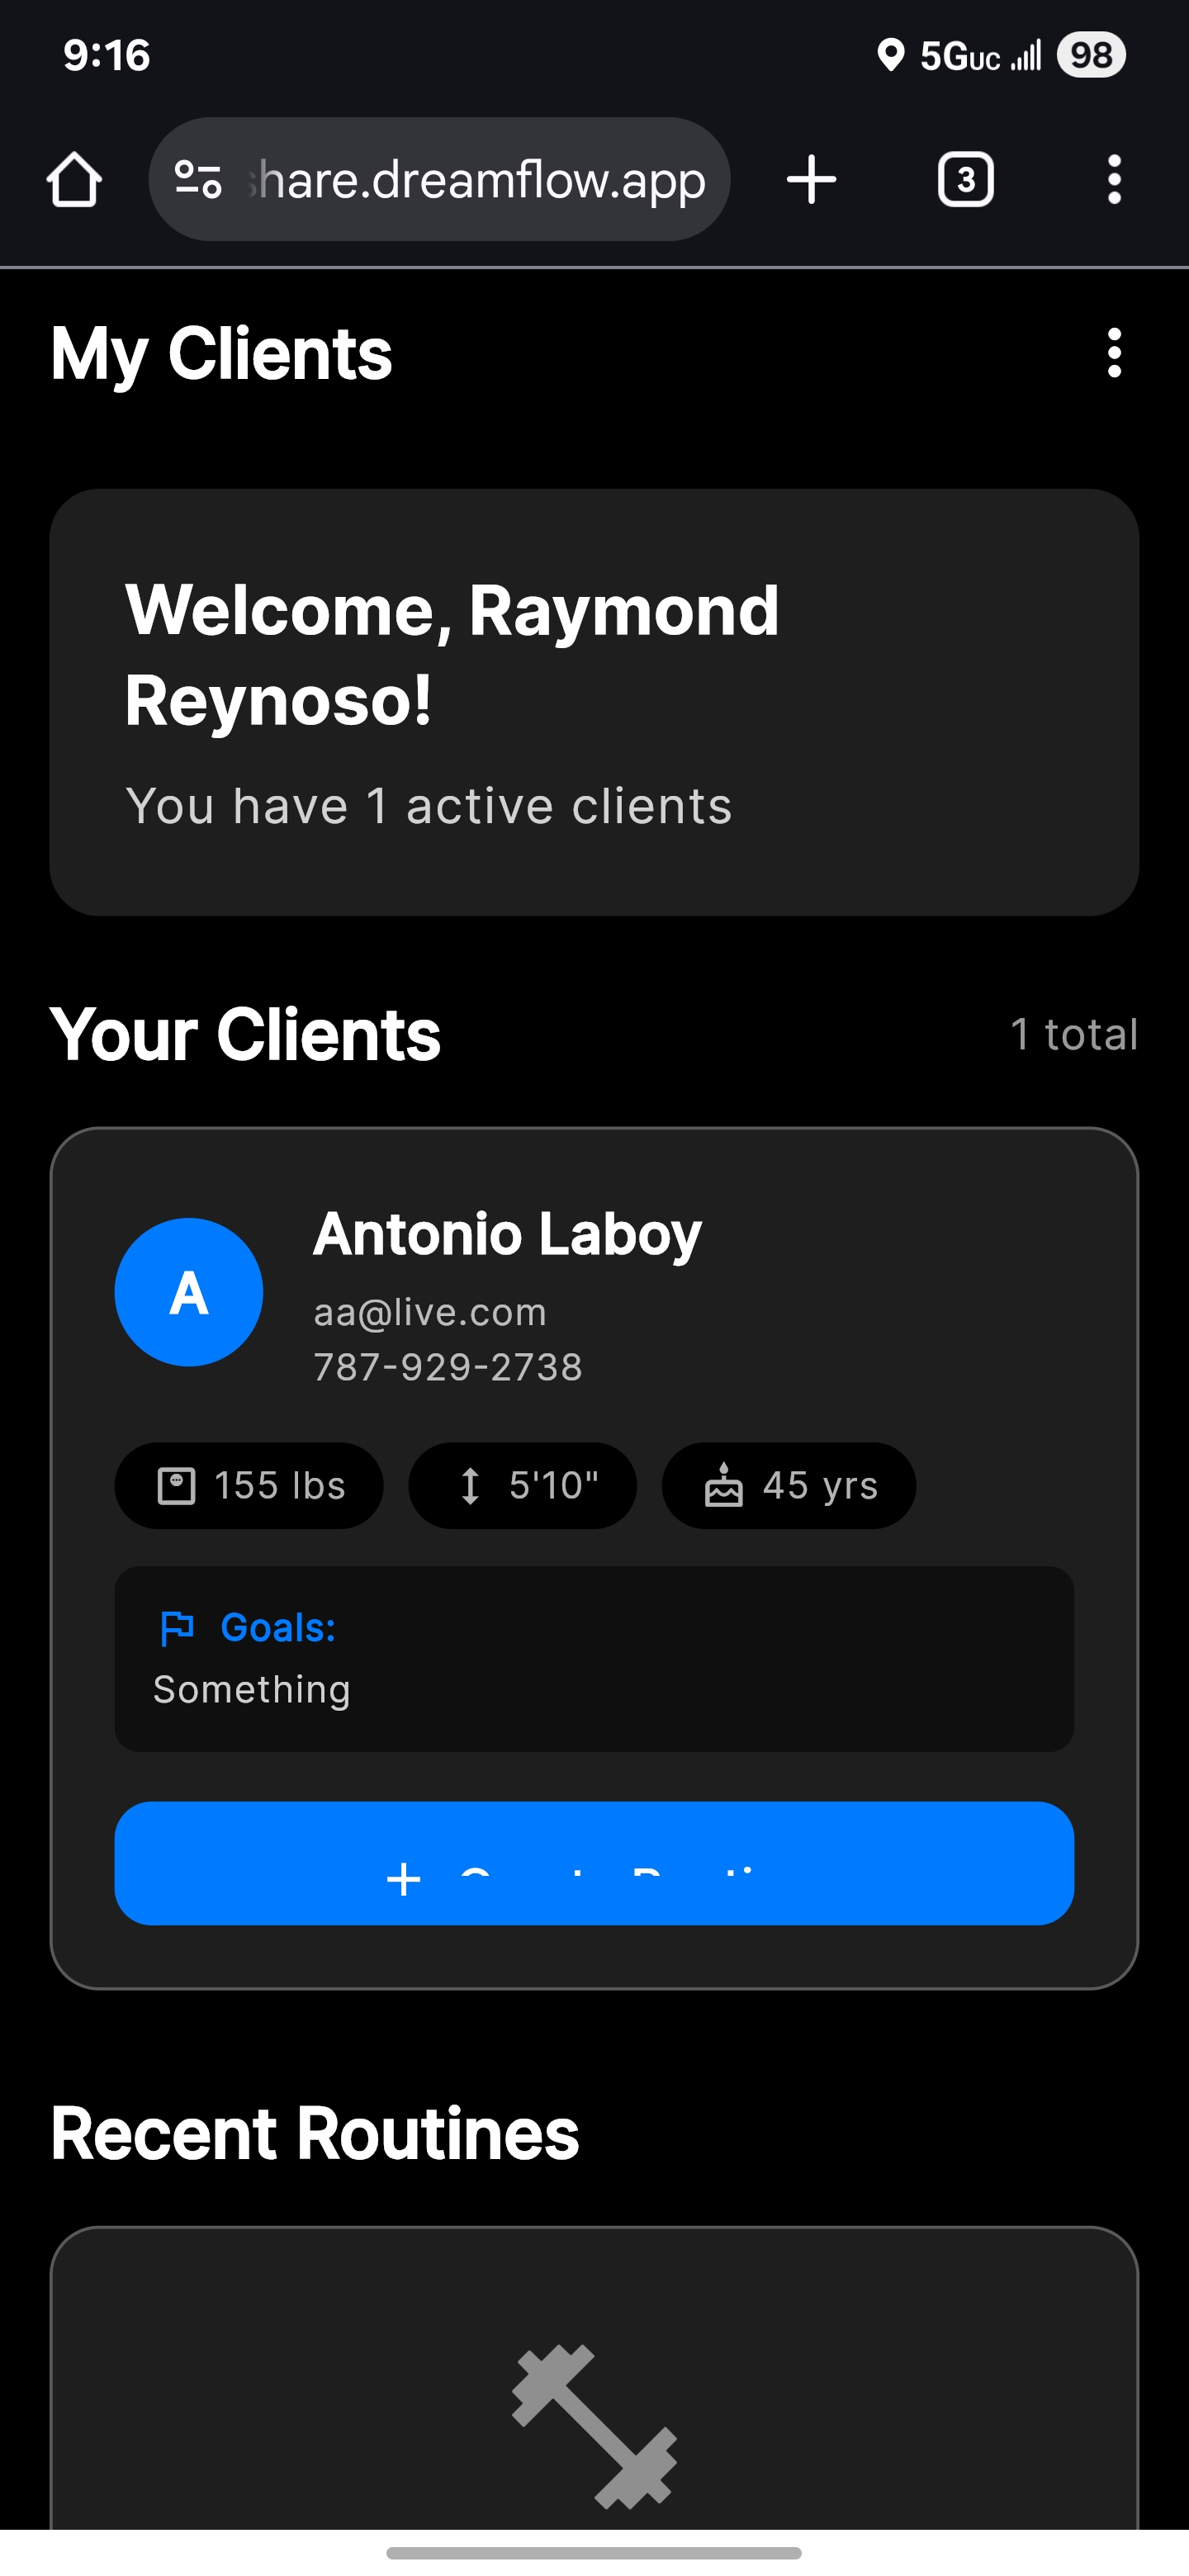 9:16
5G UC
98
share.dreamflow.app
3
My Clients
Welcome, Raymond
Reynoso!
You have 1 active clients
Your Clients
1 total
A
Antonio Laboy
aa@live.com
787-929-2738
155 lbs
5'10"
45 yrs
Goals:
Something
Recent Routines